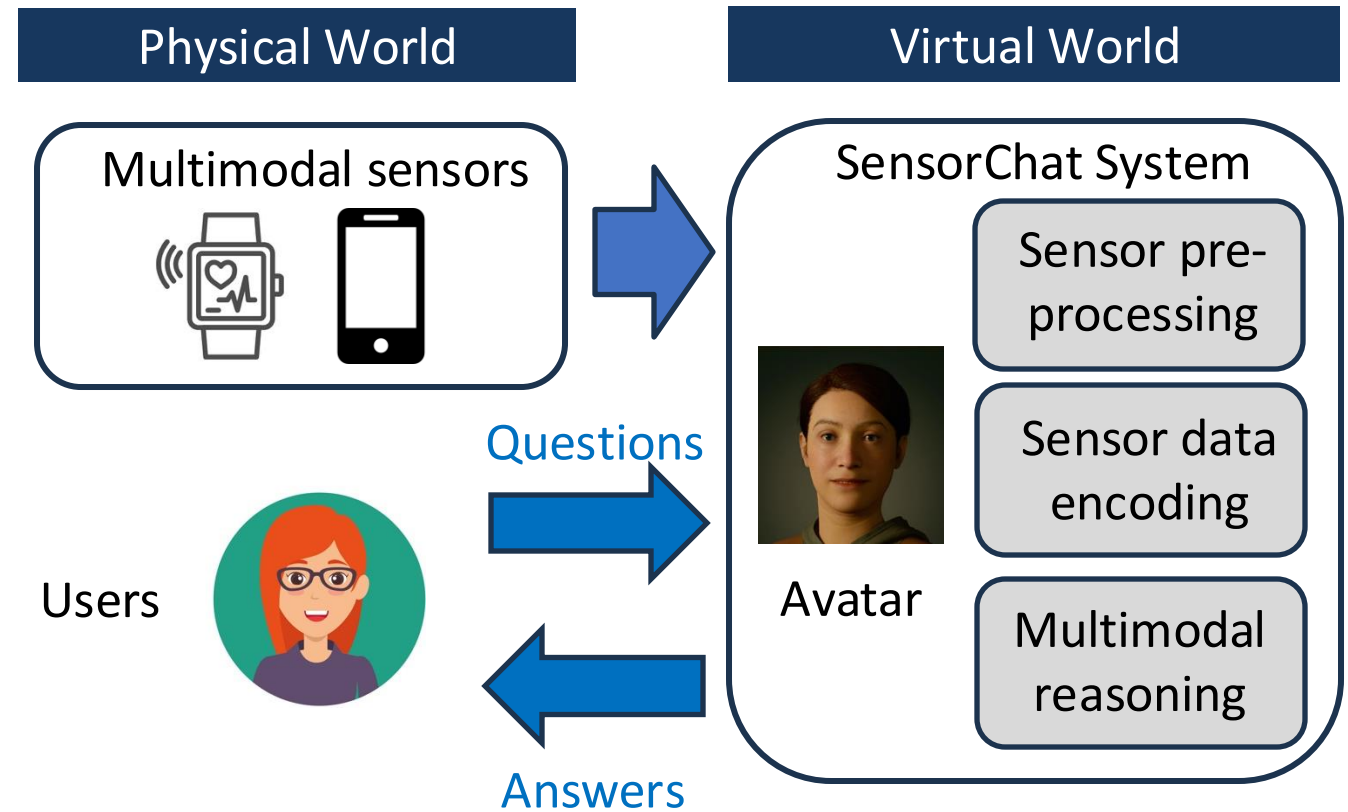 Physical World
Virtual World
Multimodal sensors
SensorChat System
Sensor pre-
processing
Sensor data
encoding
Multimodal
reasoning
Avatar
Questions
Users
Answers